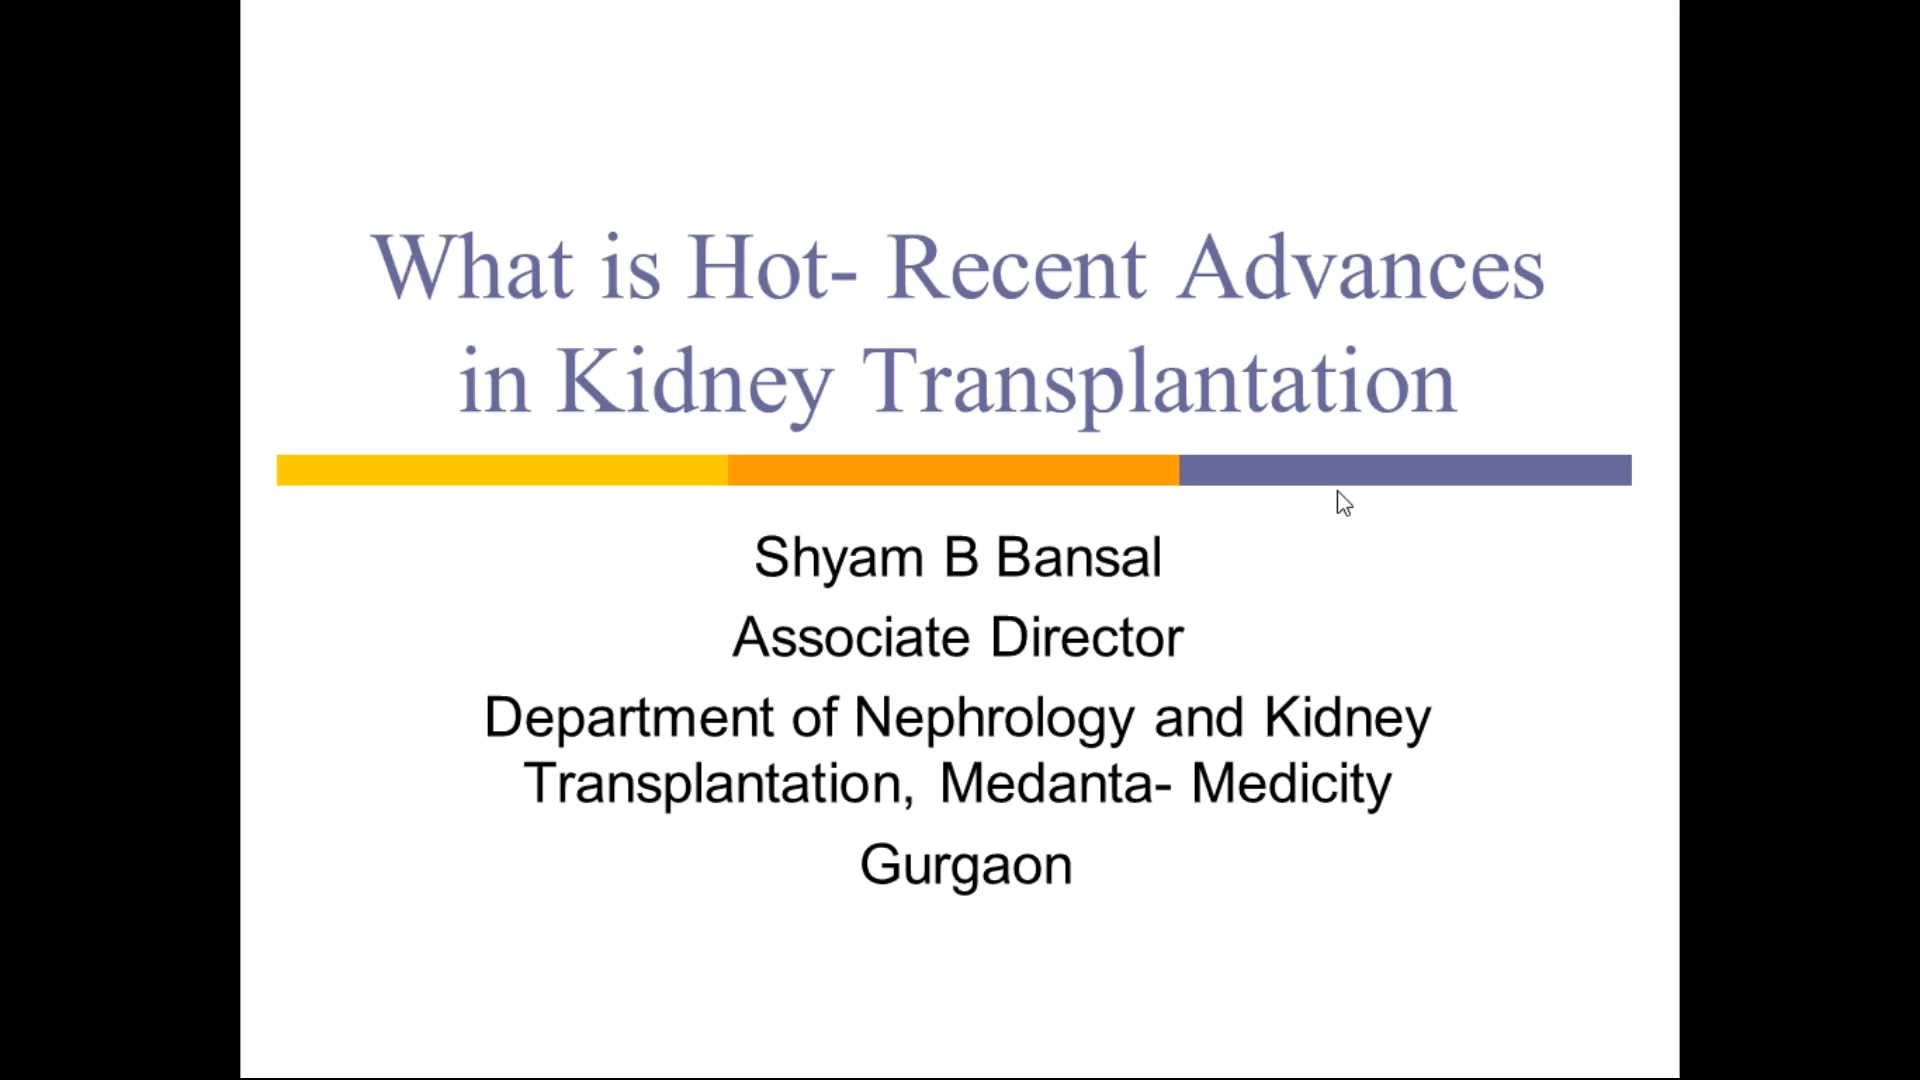 What is Hot- Recent Advances
in Kidney Transplantation
Shyam B Bansal
Associate Director
Department of Nephrology and Kidney
Transplantation, Medanta- Medicity
Gurgaon